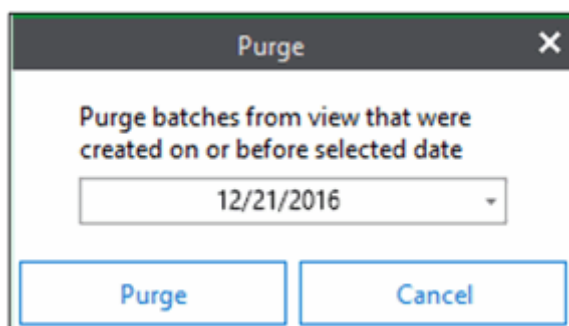 Purge
Purge batches from view that were
created on or before selected date
12/21/2016
Purge
Cancel